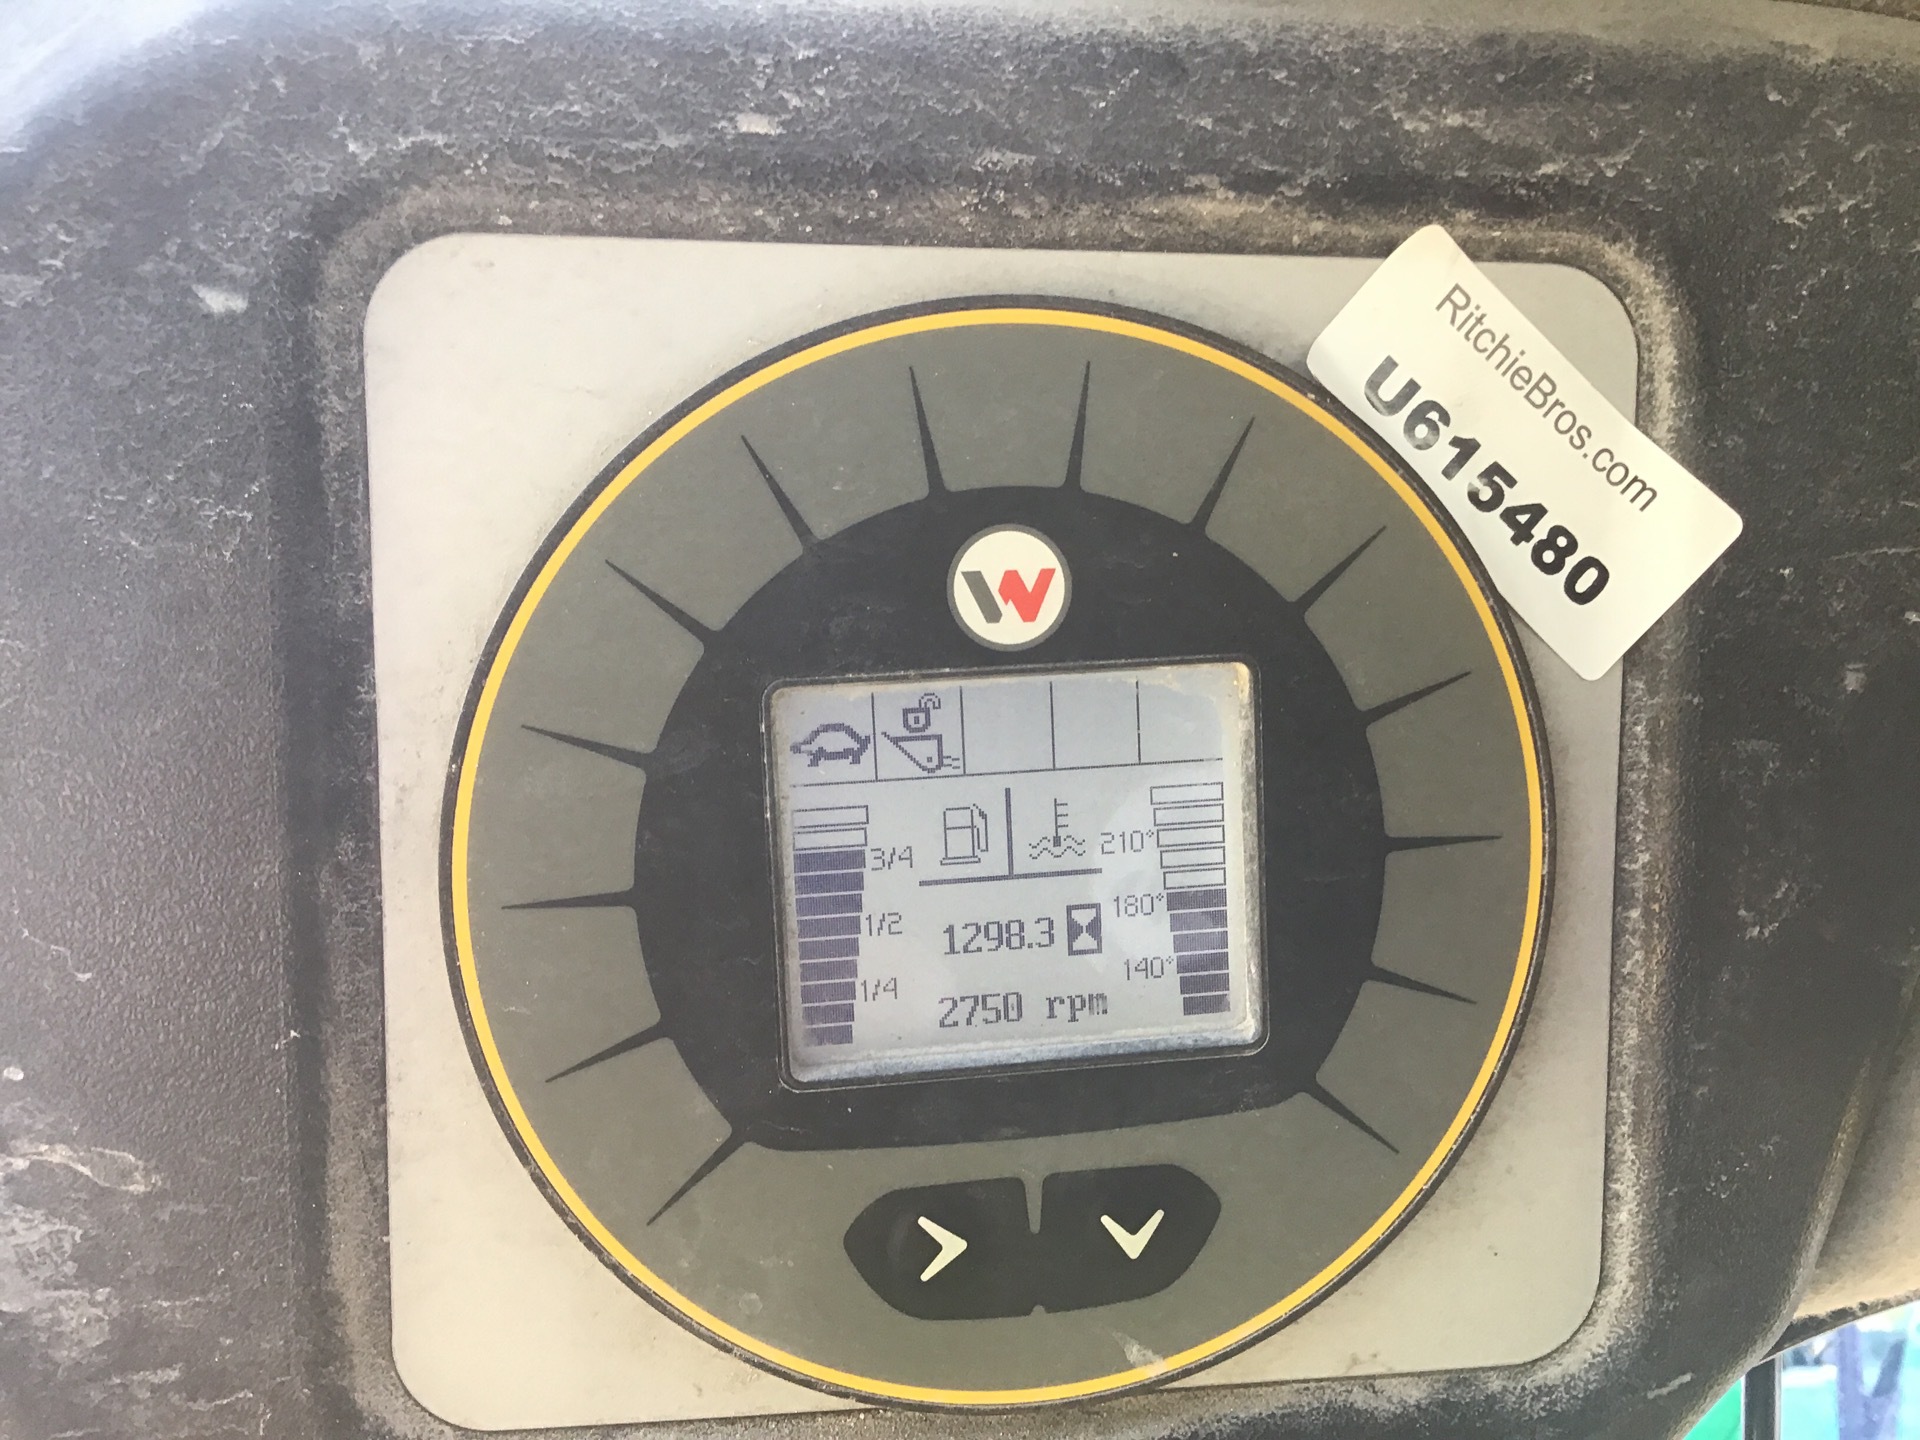 RitchieBros.com
U615480
W
210°
3/4
180°
1/2
1298.3
140°
1/4
2750 rpm